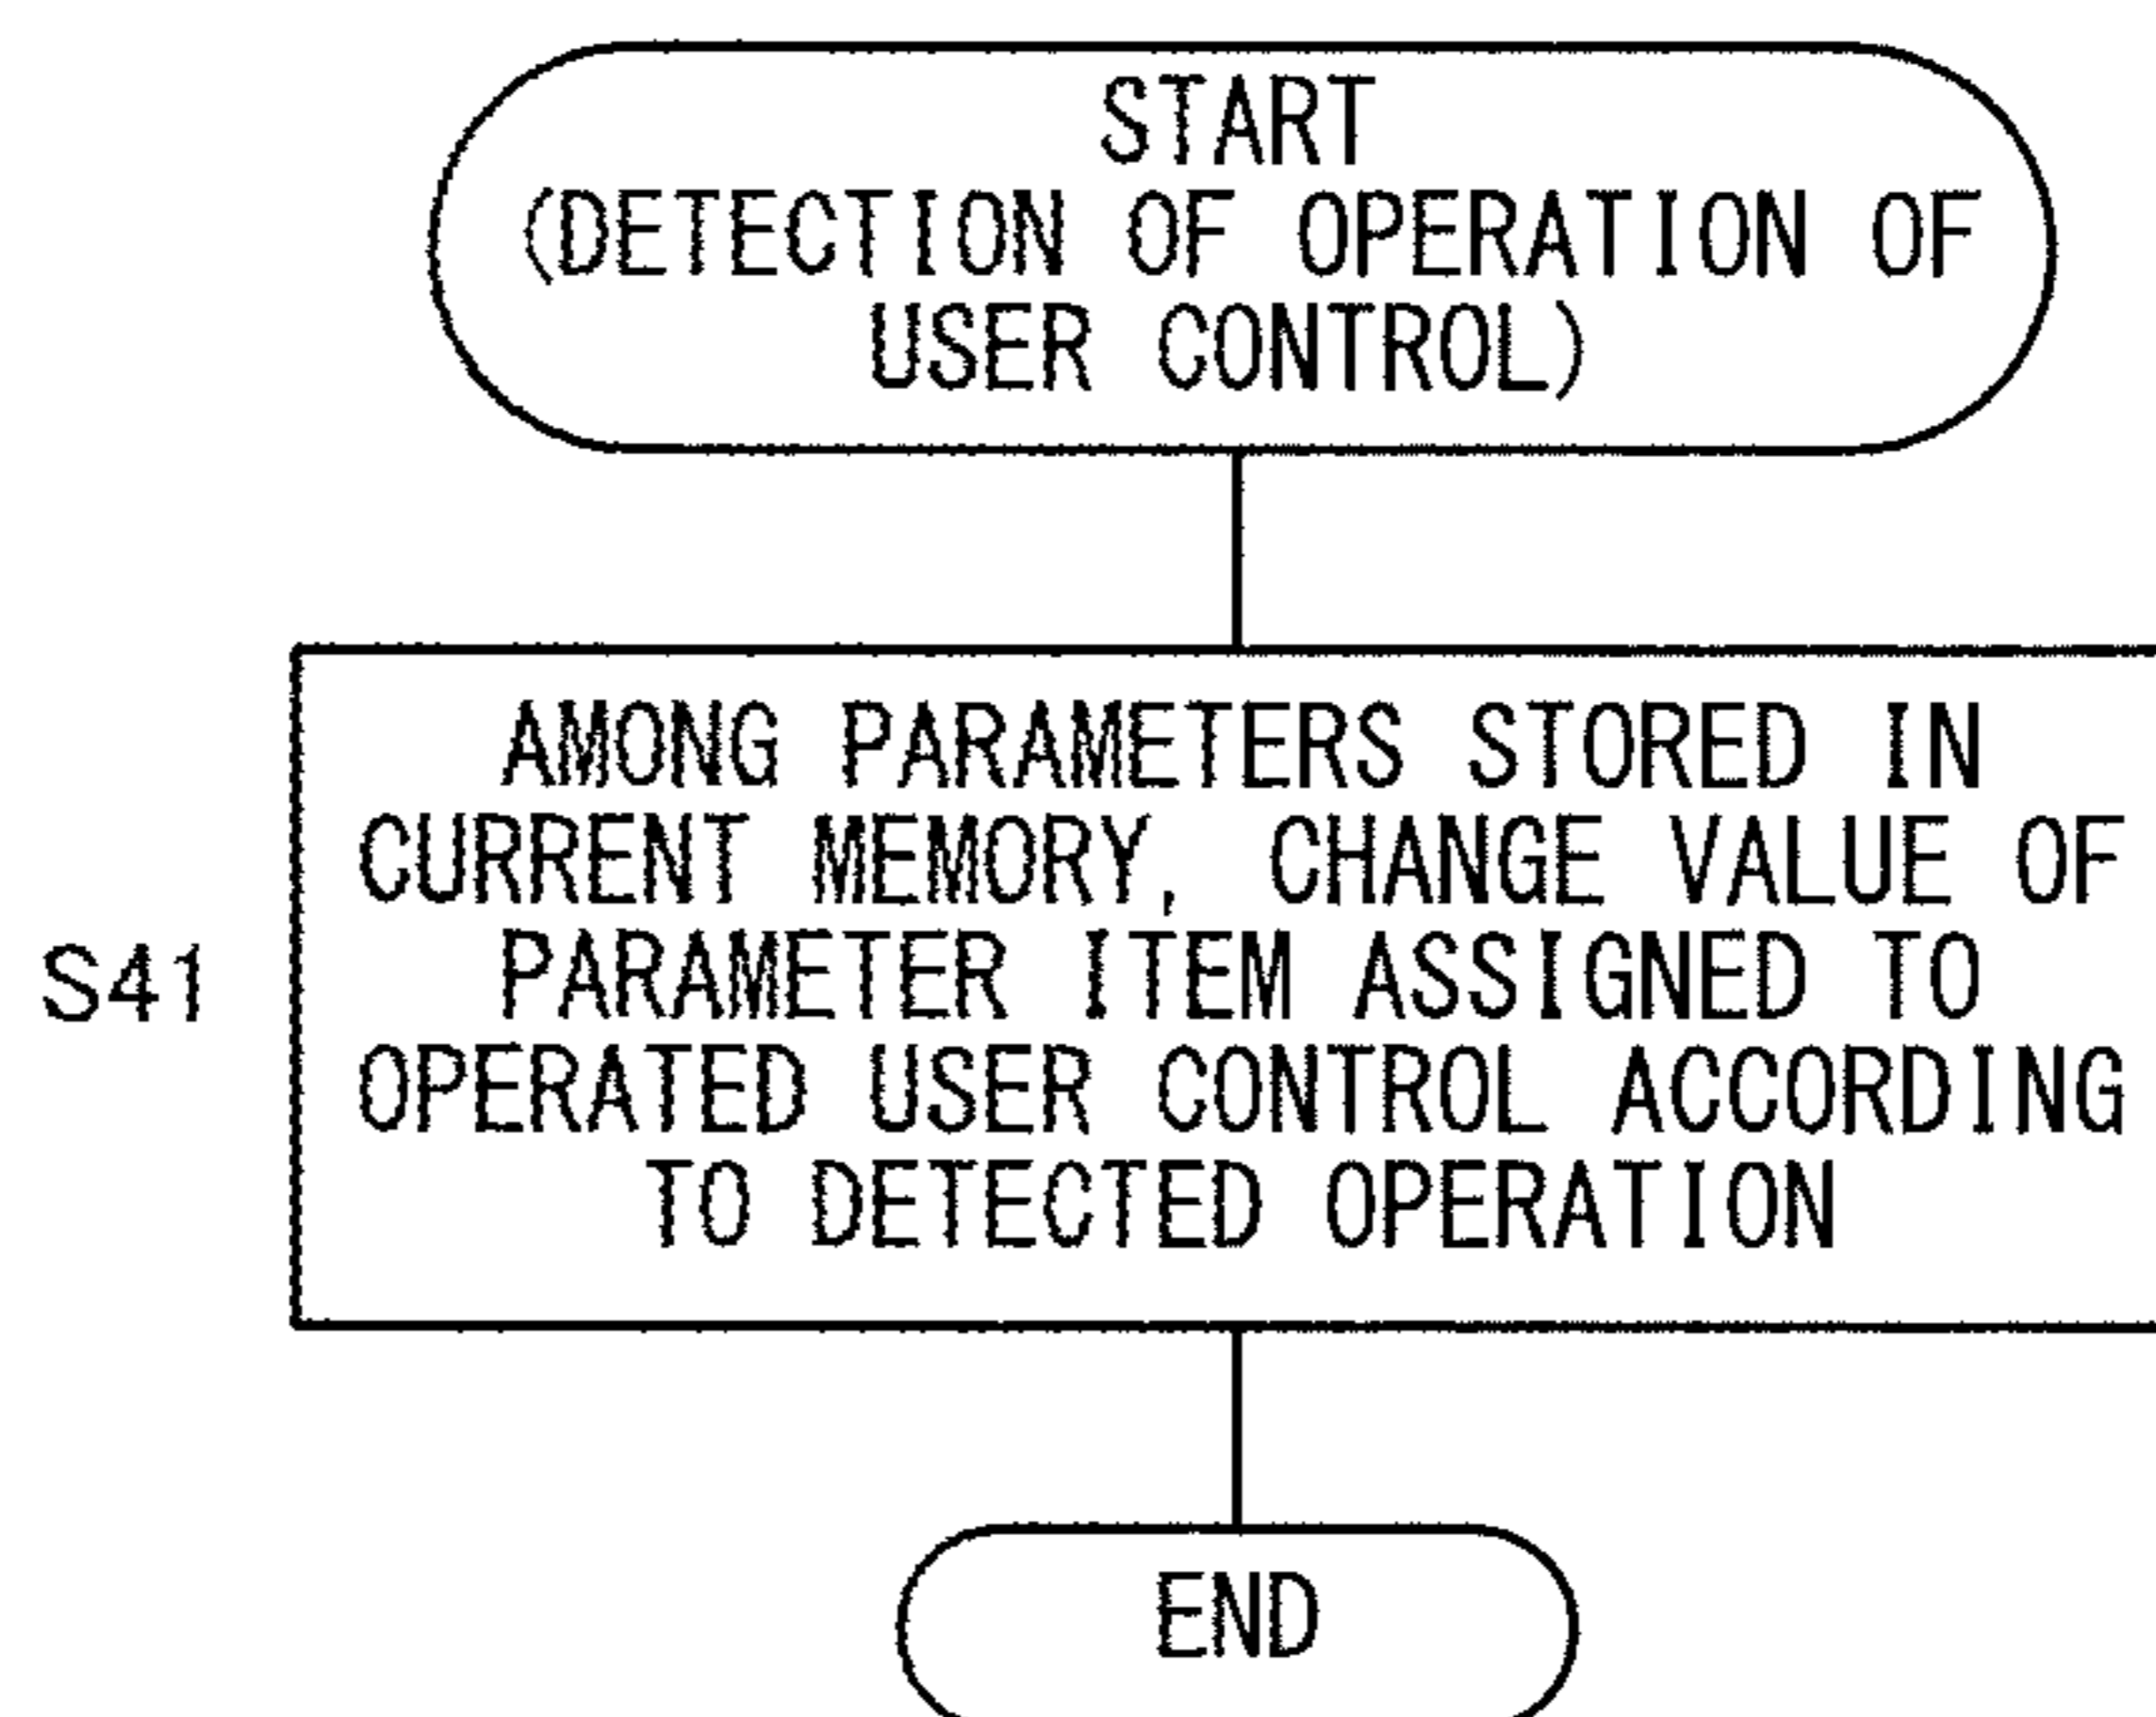 START
(DETECTION OF OPERATION OF
USER CONTROL)
AMONG PARAMETERS STORED IN
CURRENT MEMORY, CHANGE VALUE OF
PARAMETER ITEM ASSIGNED TO
OPERATED USER CONTROL ACCORDING
TO DETECTED OPERATION
S41
END